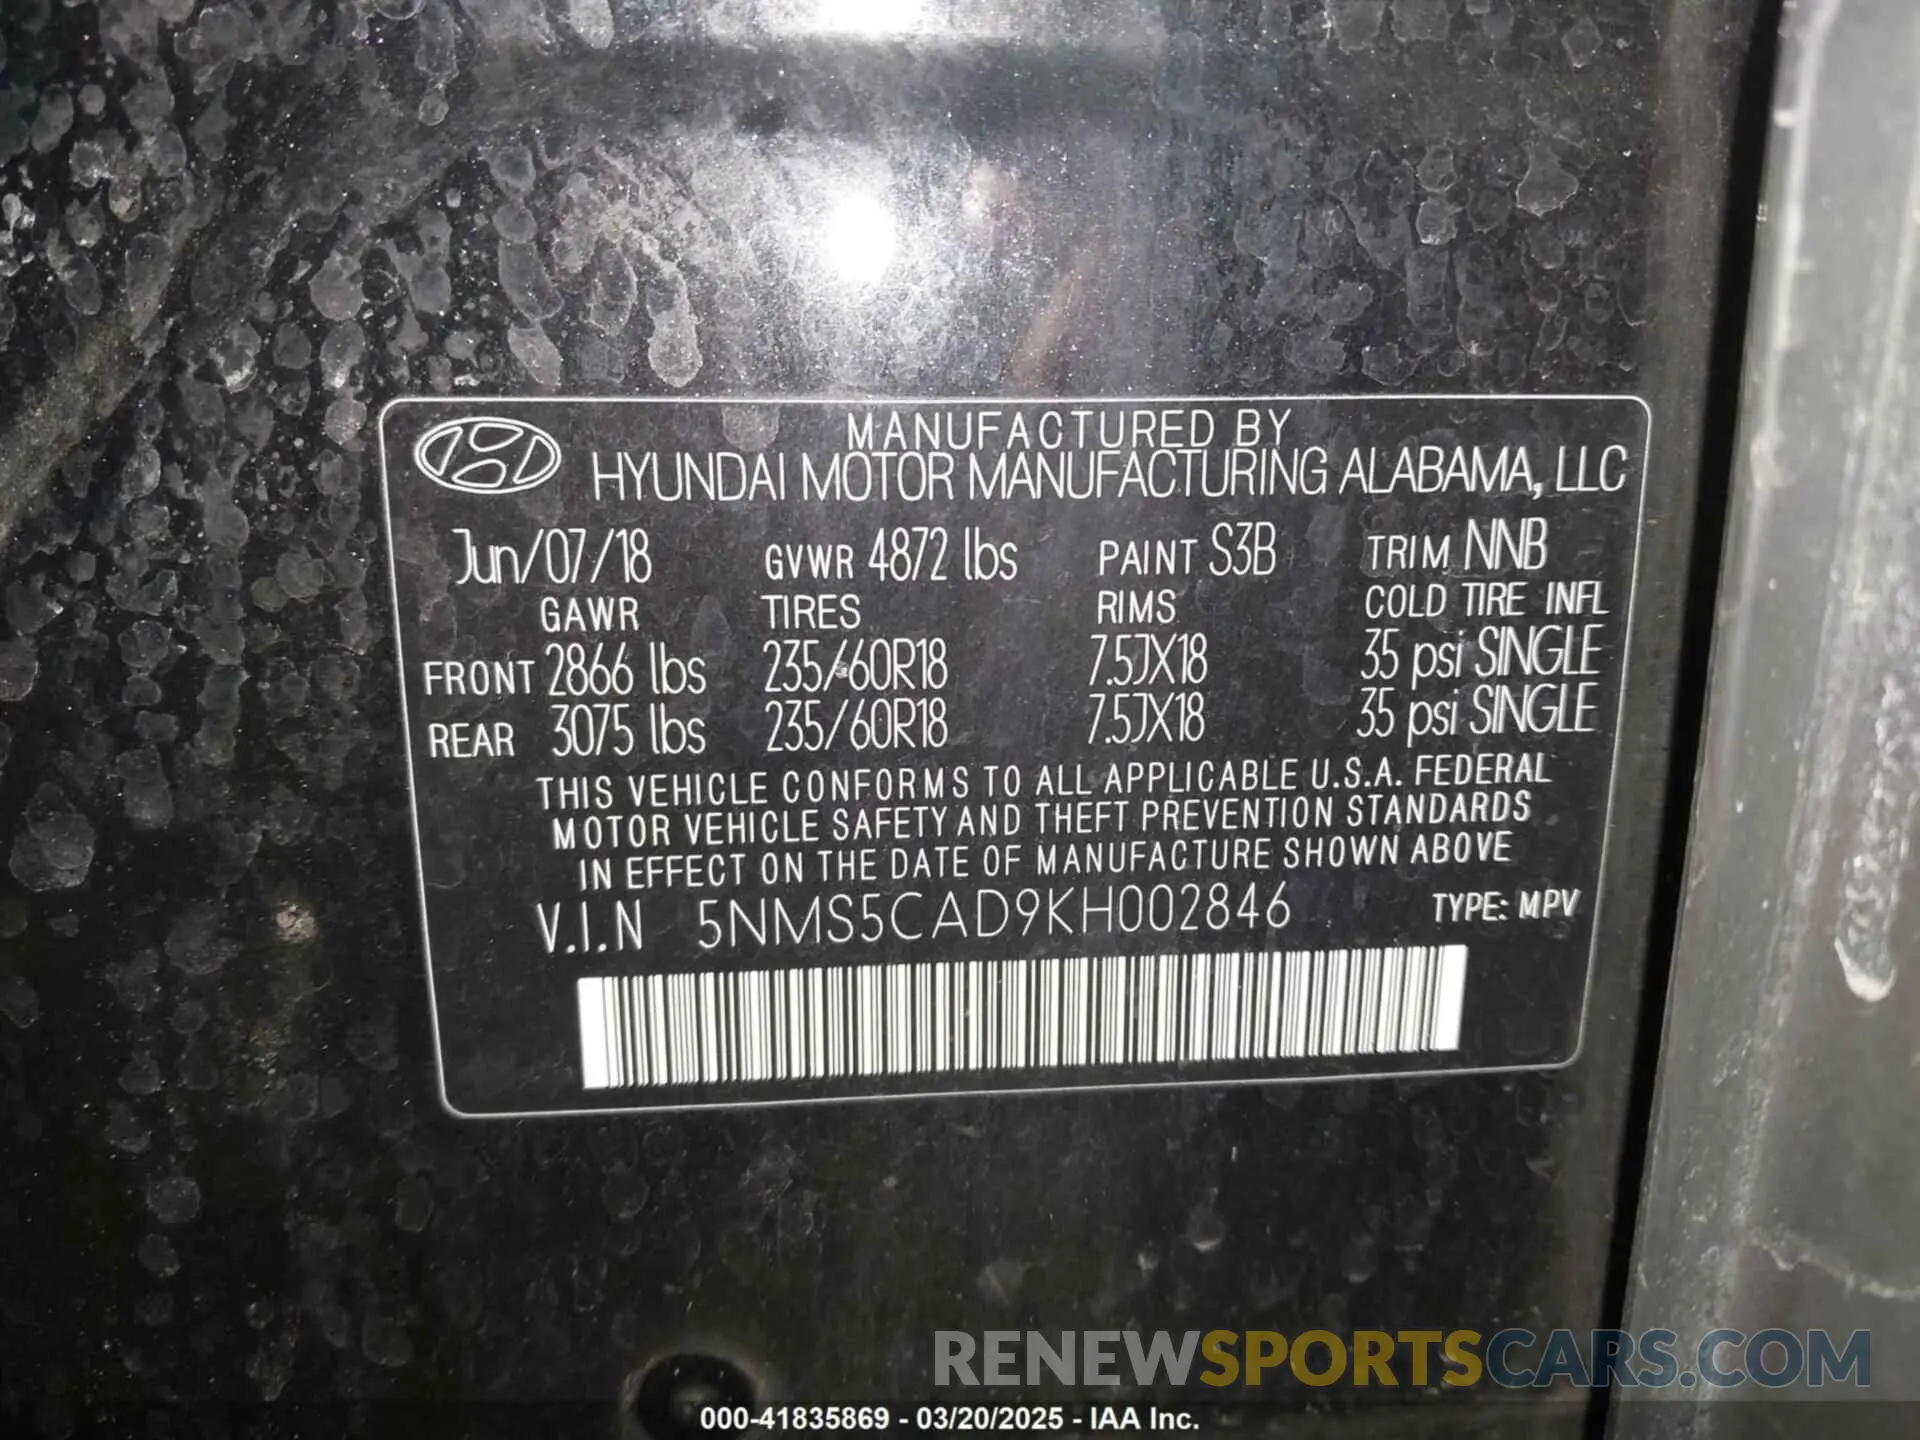 MANUFACTURED BY
HYUNDAI MOTOR MANUFACTURING ALABAMA, LLC
Jun/07/18 GVWR 4872 lbs PAINT S3B TRIM NNB
GAWR TIRES RIMS COLD TIRE INFL
FRONT 2866 lbs 235/60R18 7.5JX18 35 psi SINGLE
REAR 3075 lbs 235/60R18 7.5JX18 35 psi SINGLE
THIS VEHICLE CONFORMS TO ALL APPLICABLE U.S.A. FEDERAL
MOTOR VEHICLE SAFETY AND THEFT PREVENTION STANDARDS
IN EFFECT ON THE DATE OF MANUFACTURE SHOWN ABOVE
V.I.N 5NMS5CAD9KH002846 TYPE: MPV
RENEWSPORTSCARS.COM
000-41835869 - 03/20/2025 - IAA Inc.